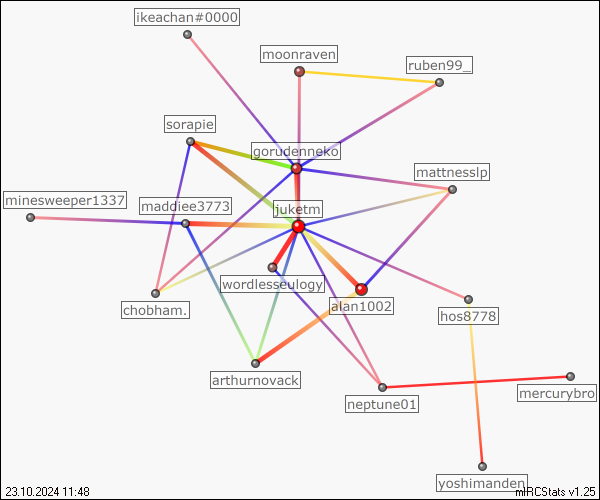 ikeachan#0000
moonraven
ruben99_
sorapie
gorudenneko
mattnesslp
minesweeper1337
maddiee3773
juketm
wordlesseulogy
alan1002
chobham.
hos8778
arthurnovack
neptune01
mercurybro
yoshimanden
23.10.2024 11:48
mIRCStats v1.25